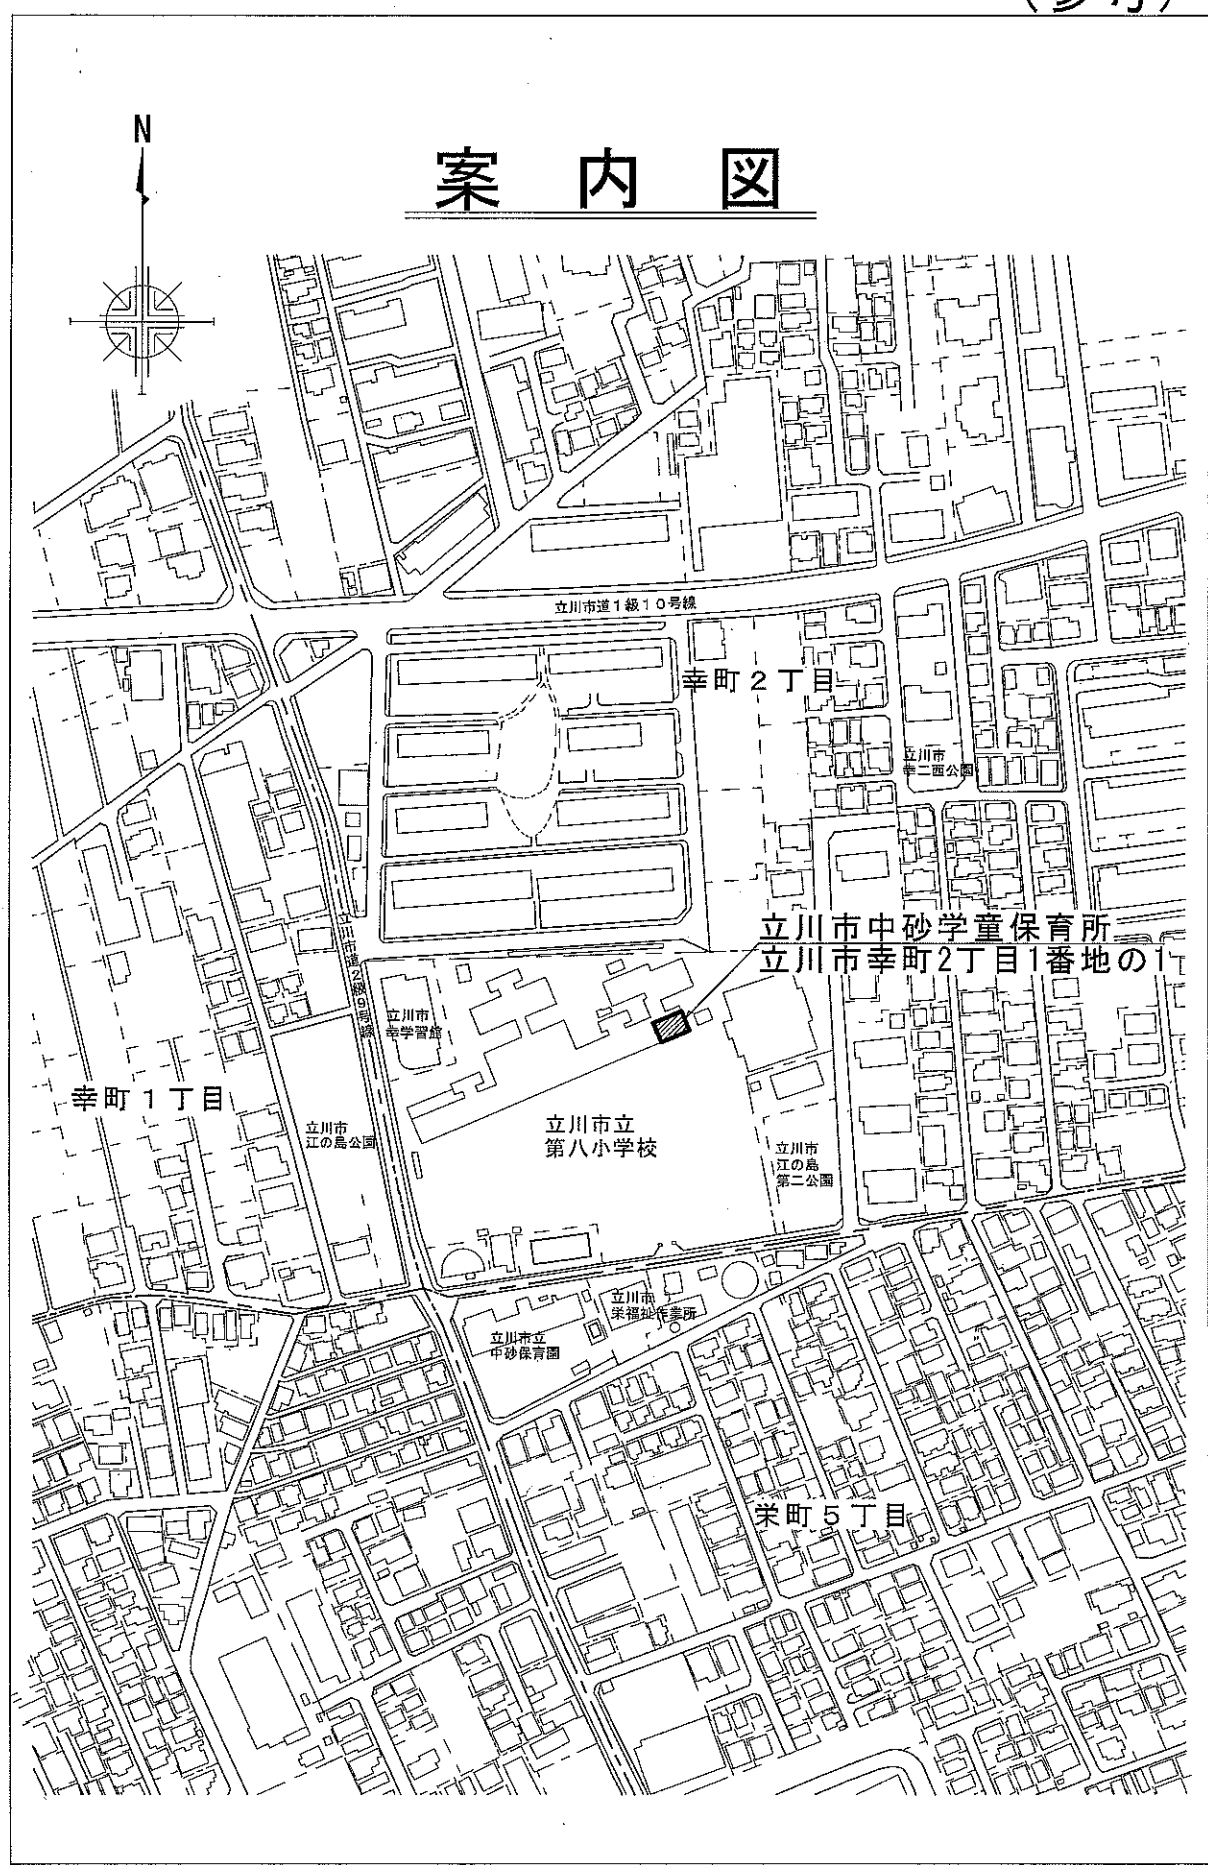 (参考)
N
案内図
立川市道1級10号線
幸町2丁目
立川市
幸二西公園
立川市中砂学童保育所
立川市幸町2丁目1番地の1
立川市道2級9号線
立川市
幸学習館
幸町1丁目
立川市
江の島公園
立川市立
第八小学校
立川市
江の島
第二公園
立川市
栄福祉作業所
立川市立
中砂保育園
栄町5丁目